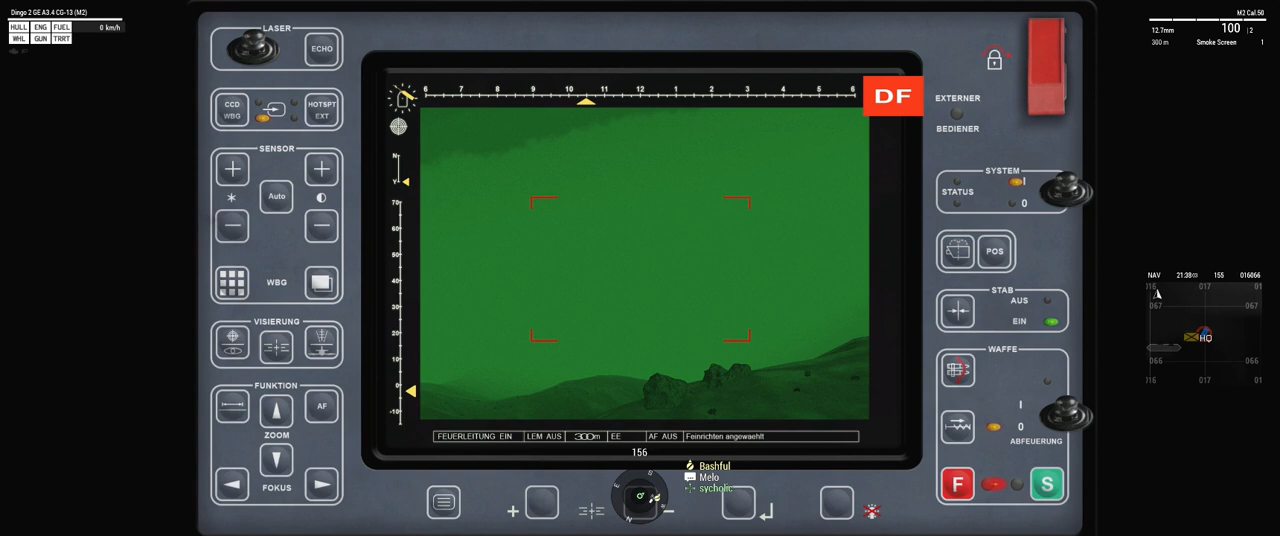 Dingo 2 GE A3.4 CG-13 (M2)
HULL ENG FUEL 0 km/h
WHL GUN TRRT
M2 Cal.50
12.7mm 100 |2
300 m Smoke Screen 1
LASER
ECHO
CCD WBG
HOTSPT EXT
SENSOR
Auto
WBG
VISIERUNG
FUNKTION
AF
ZOOM
FOKUS
6 7 8 9 10 11 12 1 2 3 4 5 6
DF
N
Y
70
60
50
40
30
20
10
0
-10
FEUERLEITUNG EIN LEM AUS 300m EE AF AUS Feinrichten angewaehlt
156
Bashful
Melo
sycholic
S
E
N
EXTERNER
BEDIENER
SYSTEM
STATUS
I
0
POS
STAB
AUS
EIN
WAFFE
I
0
ABFEUERUNG
F
S
NAV 21:38:03 155 016066
016 017 01
067 067
HQ
066 066
016 017 01